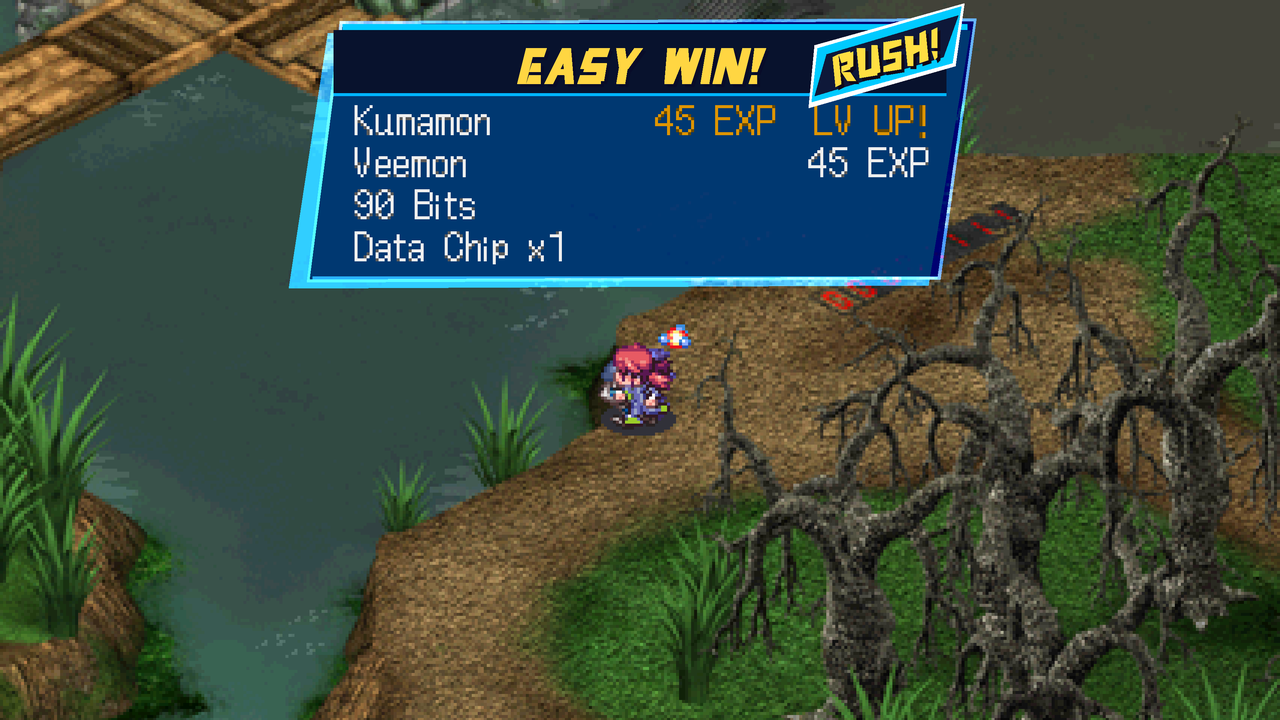 EASY WIN! RUSH!
Kumamon 45 EXP LV UP!
Veemon 45 EXP
90 Bits
Data Chip x1